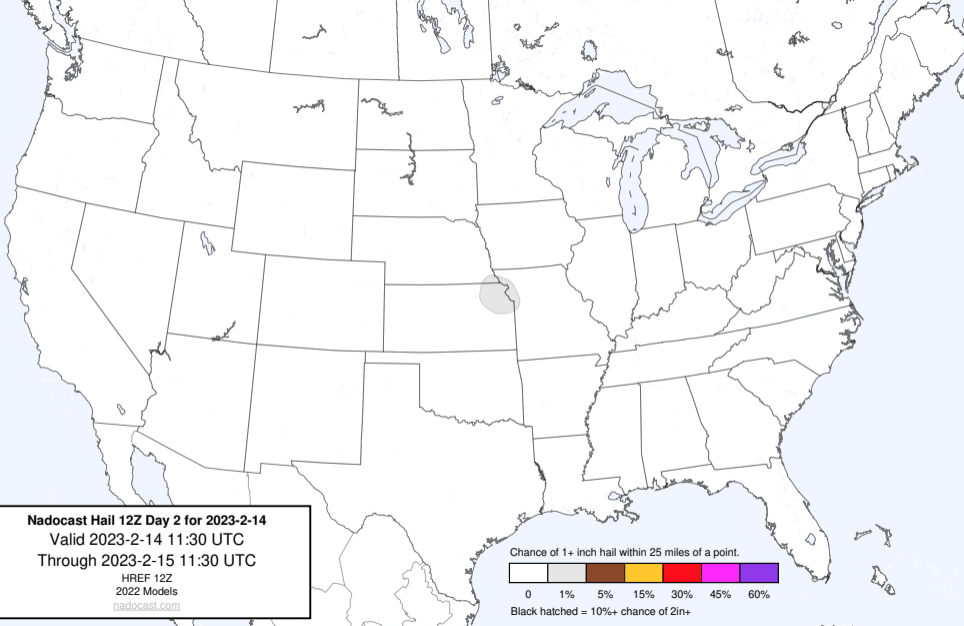 Nadocast Hail 12Z Day 2 for 2023-2-14
Valid 2023-2-14 11:30 UTC
Through 2023-2-15 11:30 UTC
HREF 12Z
2022 Models
nadocast.com
Chance of 1+ inch hail within 25 miles of a point.
0 1% 5% 15% 30% 45% 60%
Black hatched = 10%+ chance of 2in+